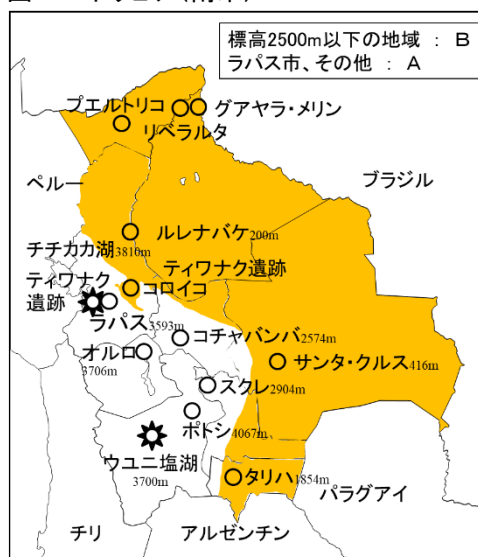 標高2500m以下の地域 : B
ラパス市、その他 : A
プエルトリコ
グアヤラ・メリン
リベラルタ
ペルー
ブラジル
ルレナバケ200m
チチカカ湖3810m
ティワナク遺跡
ティワナク
遺跡
コロイコ
ラパス3593m
コチャバンバ2574m
オルロ
3706m
サンタ・クルス416m
スクレ2904m
ポトシ4067m
ウユニ塩湖
3700m
タリハ1854m
パラグアイ
チリ
アルゼンチン